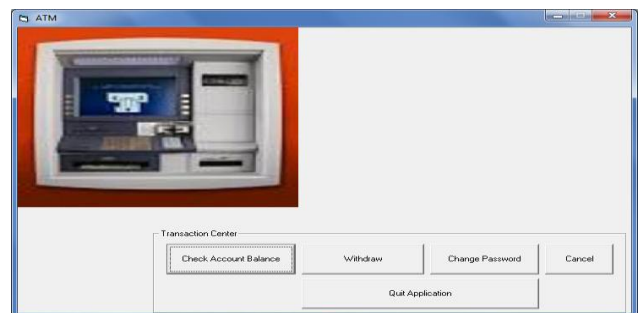 ATM
Transaction Center
Check Account Balance
Withdraw
Change Password
Cancel
Quit Application